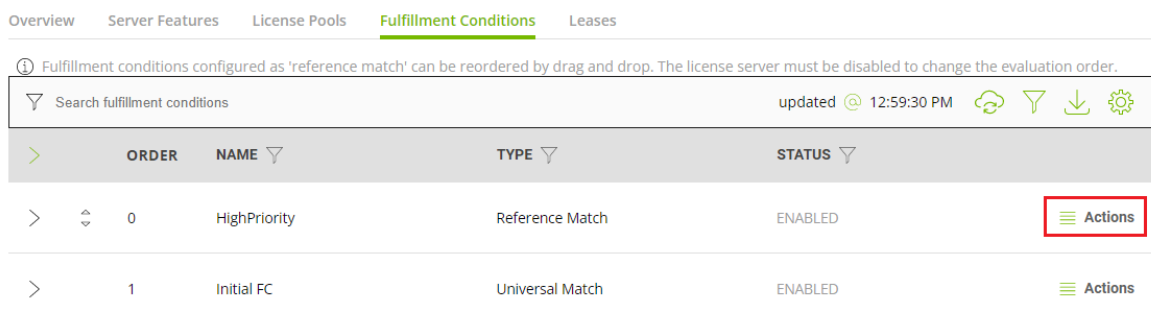 Overview Server Features License Pools Fulfillment Conditions Leases
Fulfillment conditions configured as 'reference match' can be reordered by drag and drop. The license server must be disabled to change the evaluation order.
Search fulfillment conditions updated @ 12:59:30 PM
ORDER NAME TYPE STATUS
0 HighPriority Reference Match ENABLED Actions
1 Initial FC Universal Match ENABLED Actions